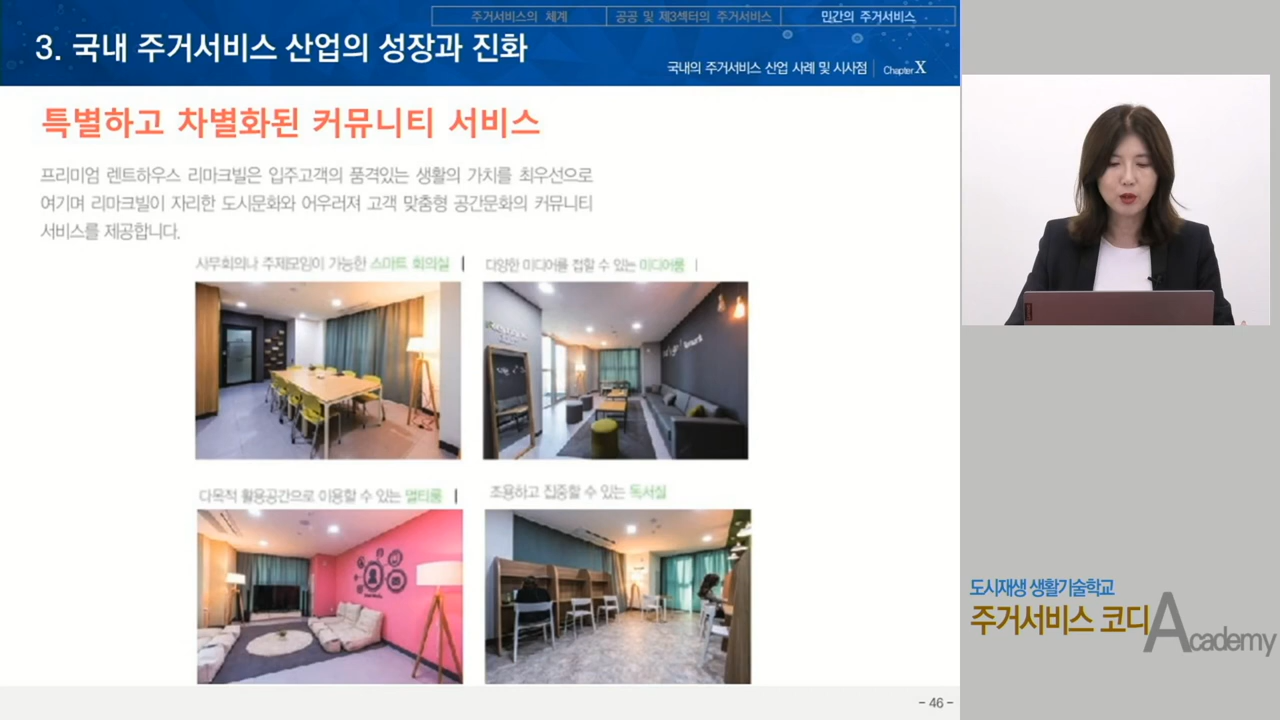 주거서비스의 체계
공공 및 제3섹터의 주거서비스
민간의 주거서비스
3. 국내 주거서비스 산업의 성장과 진화
국내의 주거서비스 산업 사례 및 시사점 | Chapter X
특별하고 차별화된 커뮤니티 서비스
프리미엄 렌트하우스 리마크빌은 입주고객의 품격있는 생활의 가치를 최우선으로
여기며 리마크빌이 자리한 도시문화와 어우러져 고객 맞춤형 공간문화의 커뮤니티
서비스를 제공합니다.
사무회의나 주제모임이 가능한 스마트 회의실 |
다양한 미디어를 접할 수 있는 미디어룸 |
다목적 활용공간으로 이용할 수 있는 멀티룸 |
조용하고 집중할 수 있는 독서실
도시재생 생활기술학교
주거서비스 코디 Academy
- 46 -